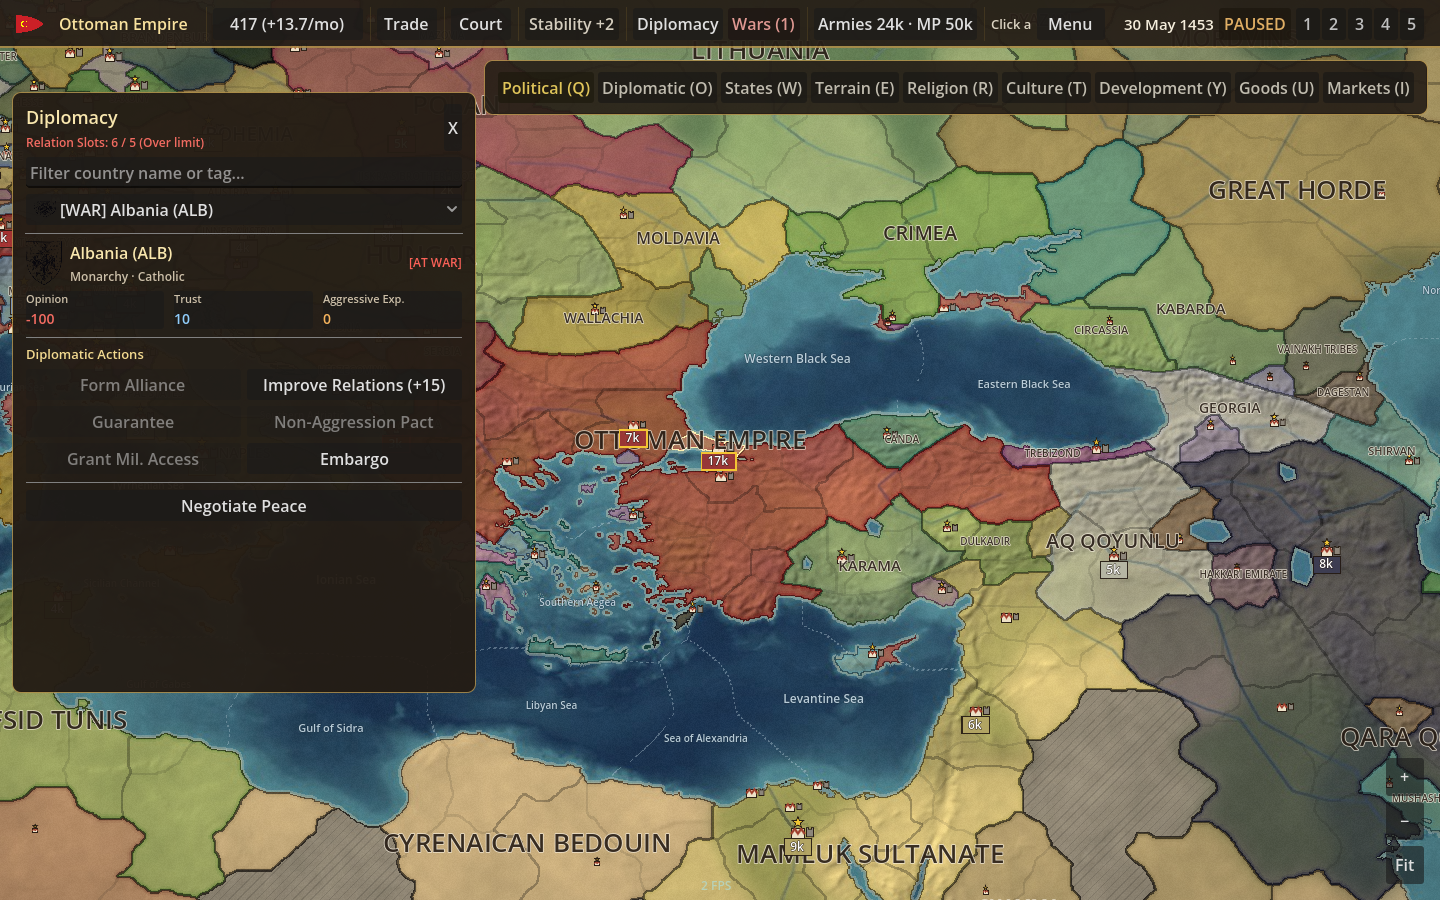 Ottoman Empire
417 (+13.7/mo)
Trade
Court
Stability +2
Diplomacy
Wars (1)
Armies 24k · MP 50k
Click a
Menu
30 May 1453
PAUSED
1
2
3
4
5
Political (Q)
Diplomatic (O)
States (W)
Terrain (E)
Religion (R)
Culture (T)
Development (Y)
Goods (U)
Markets (I)
Diplomacy
X
Relation Slots: 6 / 5 (Over limit)
Filter country name or tag...
[WAR] Albania (ALB)
Albania (ALB)
Monarchy · Catholic
[AT WAR]
Opinion
Trust
Aggressive Exp.
-100
10
0
Diplomatic Actions
Form Alliance
Improve Relations (+15)
Guarantee
Non-Aggression Pact
Grant Mil. Access
Embargo
Negotiate Peace
LITHUANIA
GREAT HORDE
MOLDAVIA
CRIMEA
WALLACHIA
KABARDA
CIRCASSIA
VAINAKH TRIBES
DAGESTAN
Western Black Sea
Eastern Black Sea
GEORGIA
OTTOMAN EMPIRE
7k
17k
CANDA
TREBIZOND
SHIRVAN
DULKADIR
AQ QOYUNLU
KARAMA
5k
HAKKARI EMIRATE
8k
Southern Aegea
Ionian Sea
Levantine Sea
Libyan Sea
Gulf of Sidra
Sea of Alexandria
6k
FSID TUNIS
QARA Q
CYRENAICAN BEDOUIN
MAMLUK SULTANATE
9k
MUSHASH
+
−
Fit
2 FPS